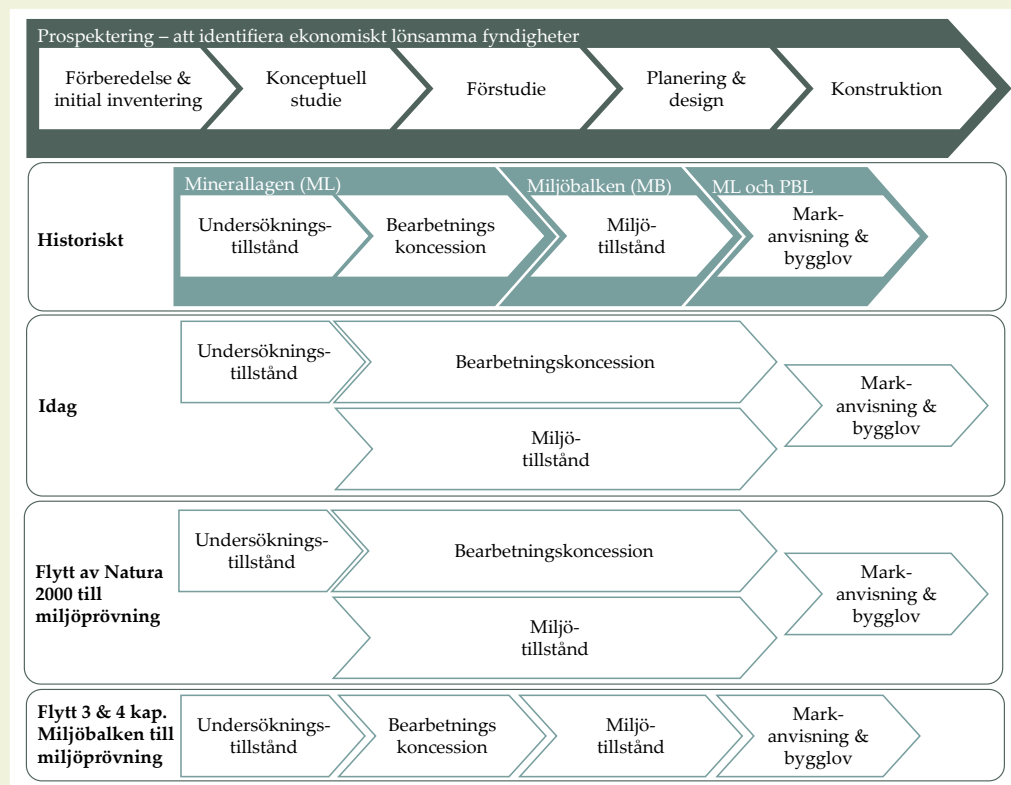 Prospektering – att identifiera ekonomiskt lönsamma fyndigheter
Förberedelse &
initial inventering
Konceptuell
studie
Förstudie
Planering &
design
Konstruktion
Historiskt
Minerallagen (ML)
Undersöknings-
tillstånd
Bearbetnings
koncession
Miljöbalken (MB)
Miljö-
tillstånd
ML och PBL
Mark-
anvisning &
bygglov
Idag
Undersöknings-
tillstånd
Bearbetningskoncession
Miljö-
tillstånd
Mark-
anvisning &
bygglov
Flytt av Natura
2000 till
miljöprövning
Undersöknings-
tillstånd
Bearbetningskoncession
Miljö-
tillstånd
Mark-
anvisning &
bygglov
Flytt 3 & 4 kap.
Miljöbalken till
miljöprövning
Undersöknings-
tillstånd
Bearbetnings
koncession
Miljö-
tillstånd
Mark-
anvisning &
bygglov